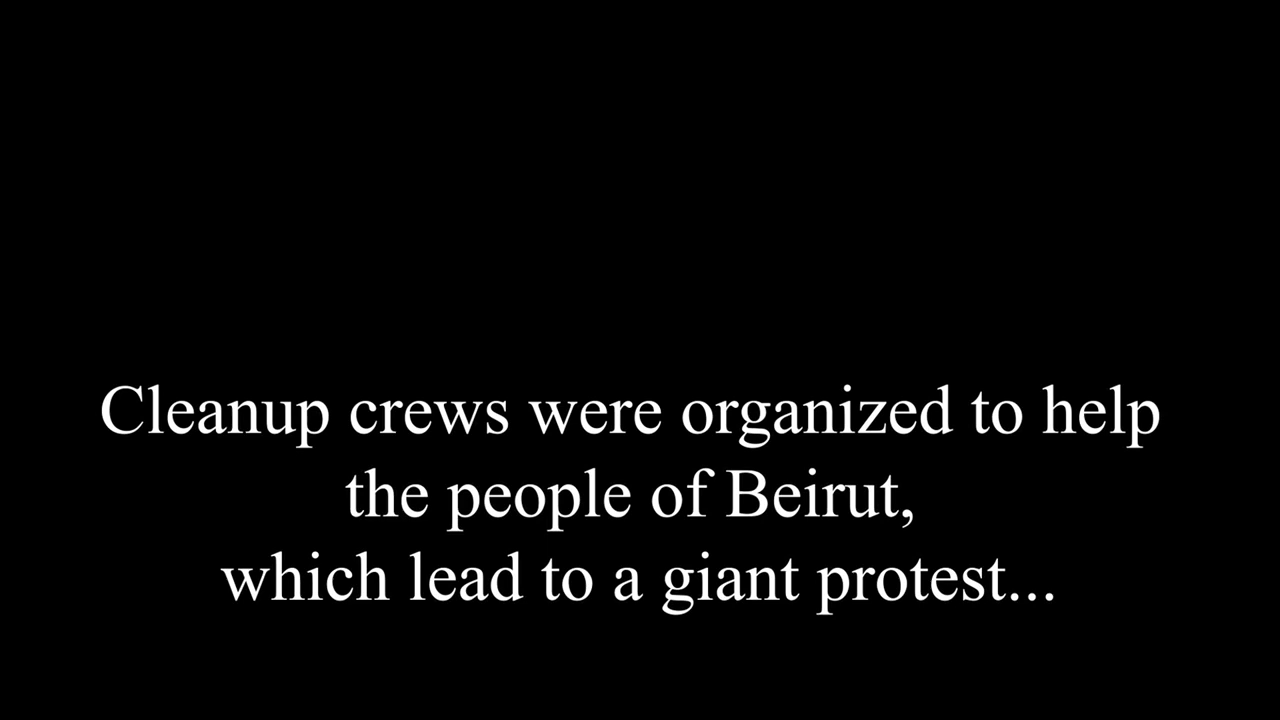 Cleanup crews were organized to help
the people of Beirut,
which lead to a giant protest...